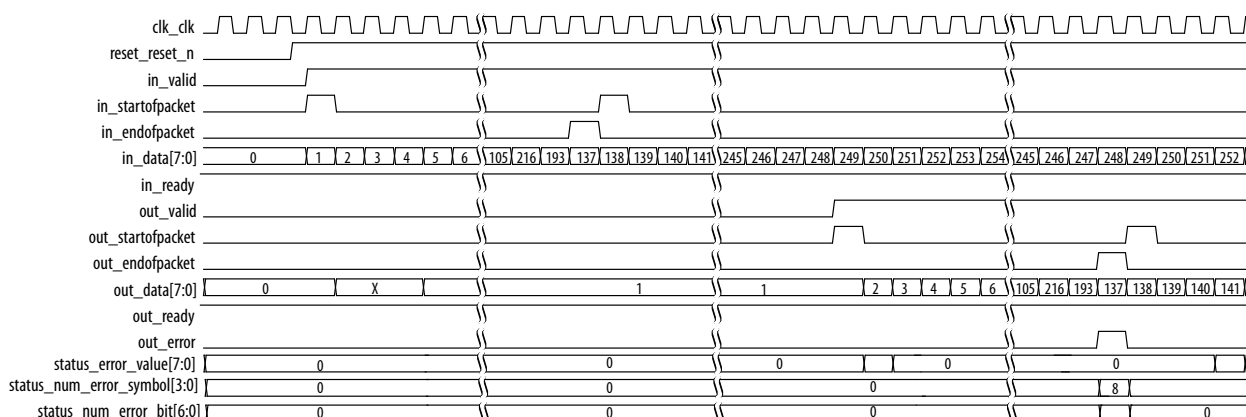 clk_clk
reset_reset_n
in_valid
in_startofpacket
in_endofpacket
in_data[7:0] 0 1 2 3 4 5 6 105 216 193 137 138 139 140 141 245 246 247 248 249 250 251 252 253 254 245 246 247 248 249 250 251 252
in_ready
out_valid
out_startofpacket
out_endofpacket
out_data[7:0] 0 X 1 1 2 3 4 5 6 105 216 193 137 138 139 140 141
out_ready
out_error
status_error_value[7:0] 0 0 0 0 0
status_num_error_symbol[3:0] 0 0 0 8
status_num_error_bit[6:0] 0 0 0 0